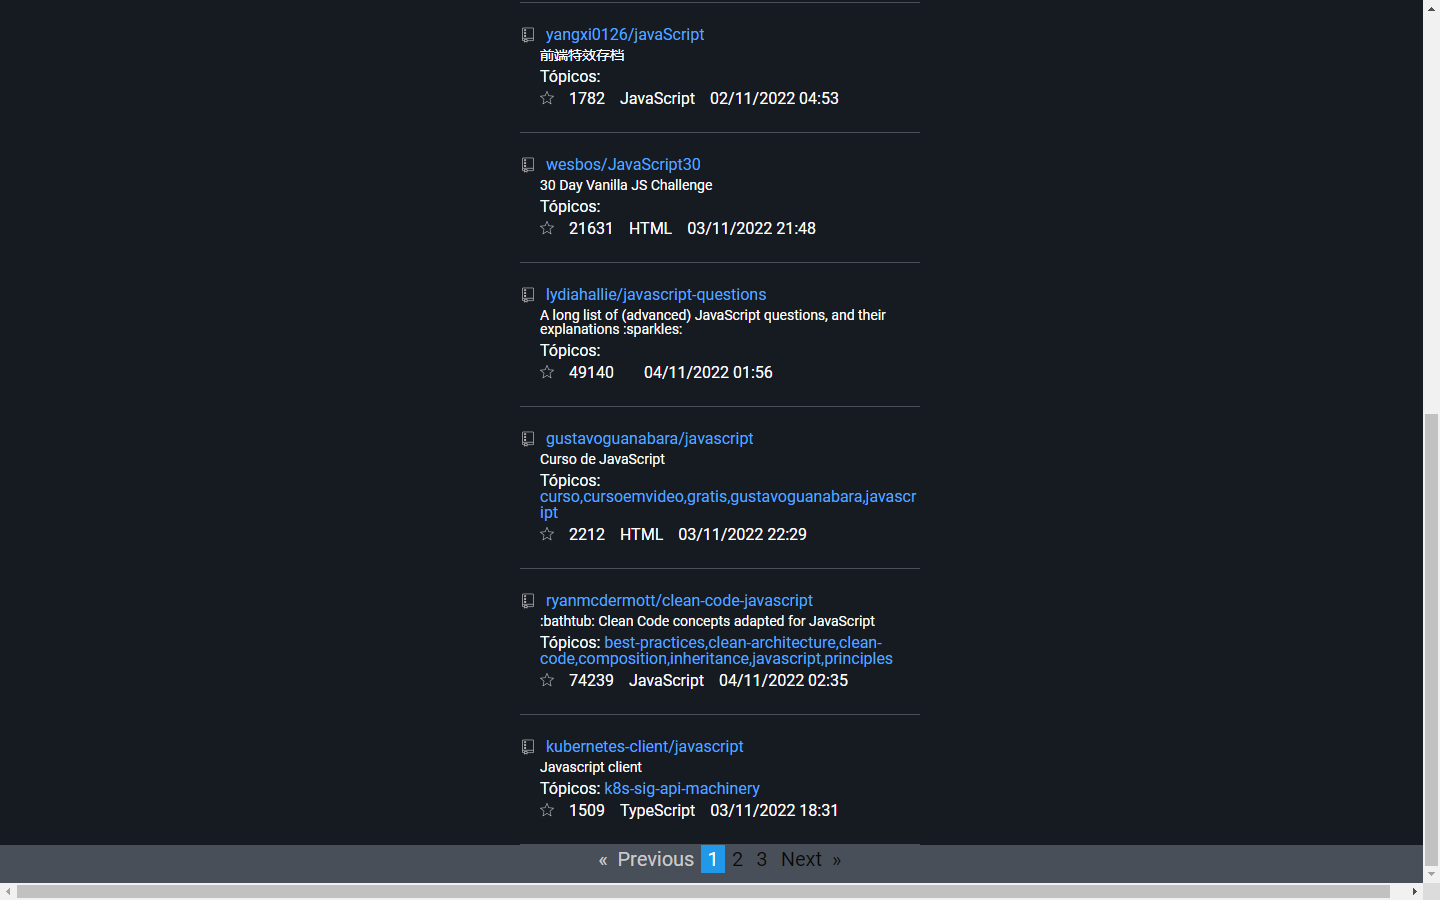 yangxi0126/javaScript
前端特效存档
Tópicos:
1782 JavaScript 02/11/2022 04:53
wesbos/JavaScript30
30 Day Vanilla JS Challenge
Tópicos:
21631 HTML 03/11/2022 21:48
lydiahallie/javascript-questions
A long list of (advanced) JavaScript questions, and their
explanations :sparkles:
Tópicos:
49140 04/11/2022 01:56
gustavoguanabara/javascript
Curso de JavaScript
Tópicos:
curso,cursoemvideo,gratis,gustavoguanabara,javascr
ipt
2212 HTML 03/11/2022 22:29
ryanmcdermott/clean-code-javascript
:bathtub: Clean Code concepts adapted for JavaScript
Tópicos: best-practices,clean-architecture,clean-
code,composition,inheritance,javascript,principles
74239 JavaScript 04/11/2022 02:35
kubernetes-client/javascript
Javascript client
Tópicos: k8s-sig-api-machinery
1509 TypeScript 03/11/2022 18:31
« Previous 1 2 3 Next »